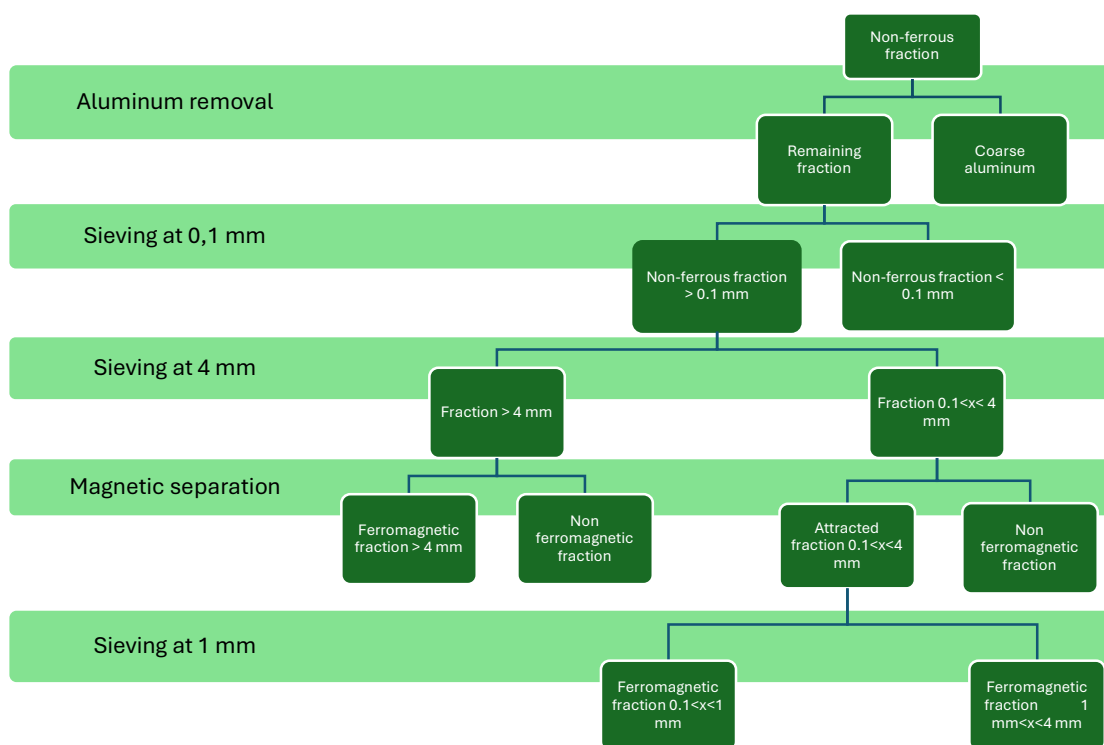 Non-ferrous
fraction
Aluminum removal
Remaining
fraction
Coarse
aluminum
Sieving at 0,1 mm
Non-ferrous fraction
> 0.1 mm
Non-ferrous fraction <
0.1 mm
Sieving at 4 mm
Fraction > 4 mm
Fraction 0.1<x< 4
mm
Magnetic separation
Ferromagnetic
fraction > 4 mm
Non
ferromagnetic
fraction
Attracted
fraction 0.1<x<4
mm
Non
ferromagnetic
fraction
Sieving at 1 mm
Ferromagnetic
fraction 0.1<x<1
mm
Ferromagnetic
fraction 1
mm<x<4 mm